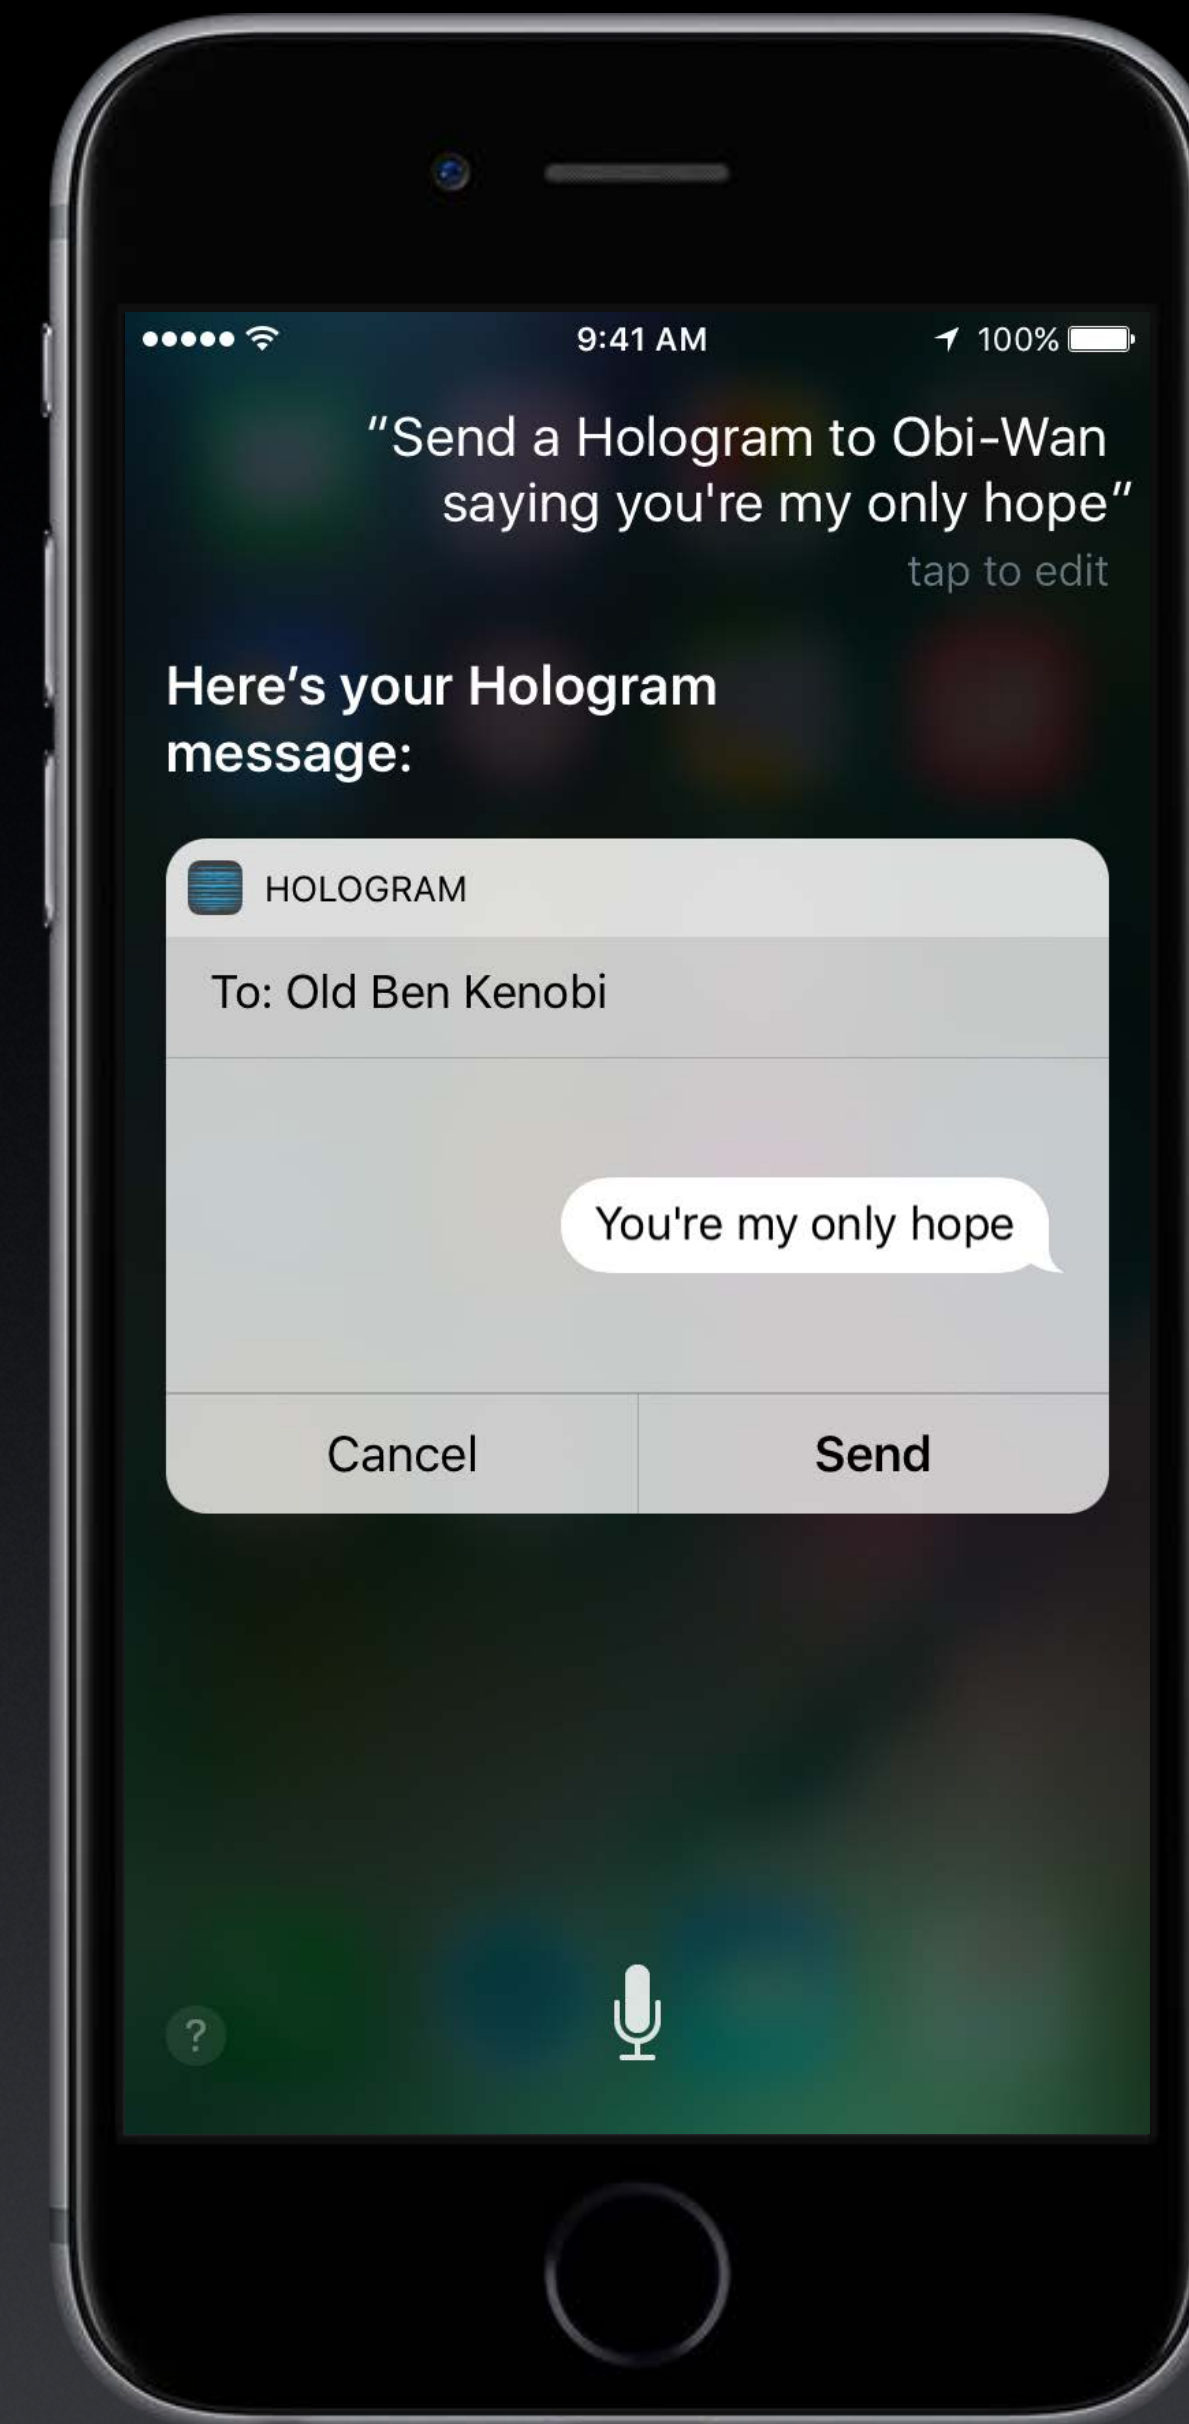 9:41 AM
100%
“Send a Hologram to Obi-Wan
saying you're my only hope”
tap to edit
Here’s your Hologram
message:
HOLOGRAM
To: Old Ben Kenobi
You're my only hope
Cancel
Send
?